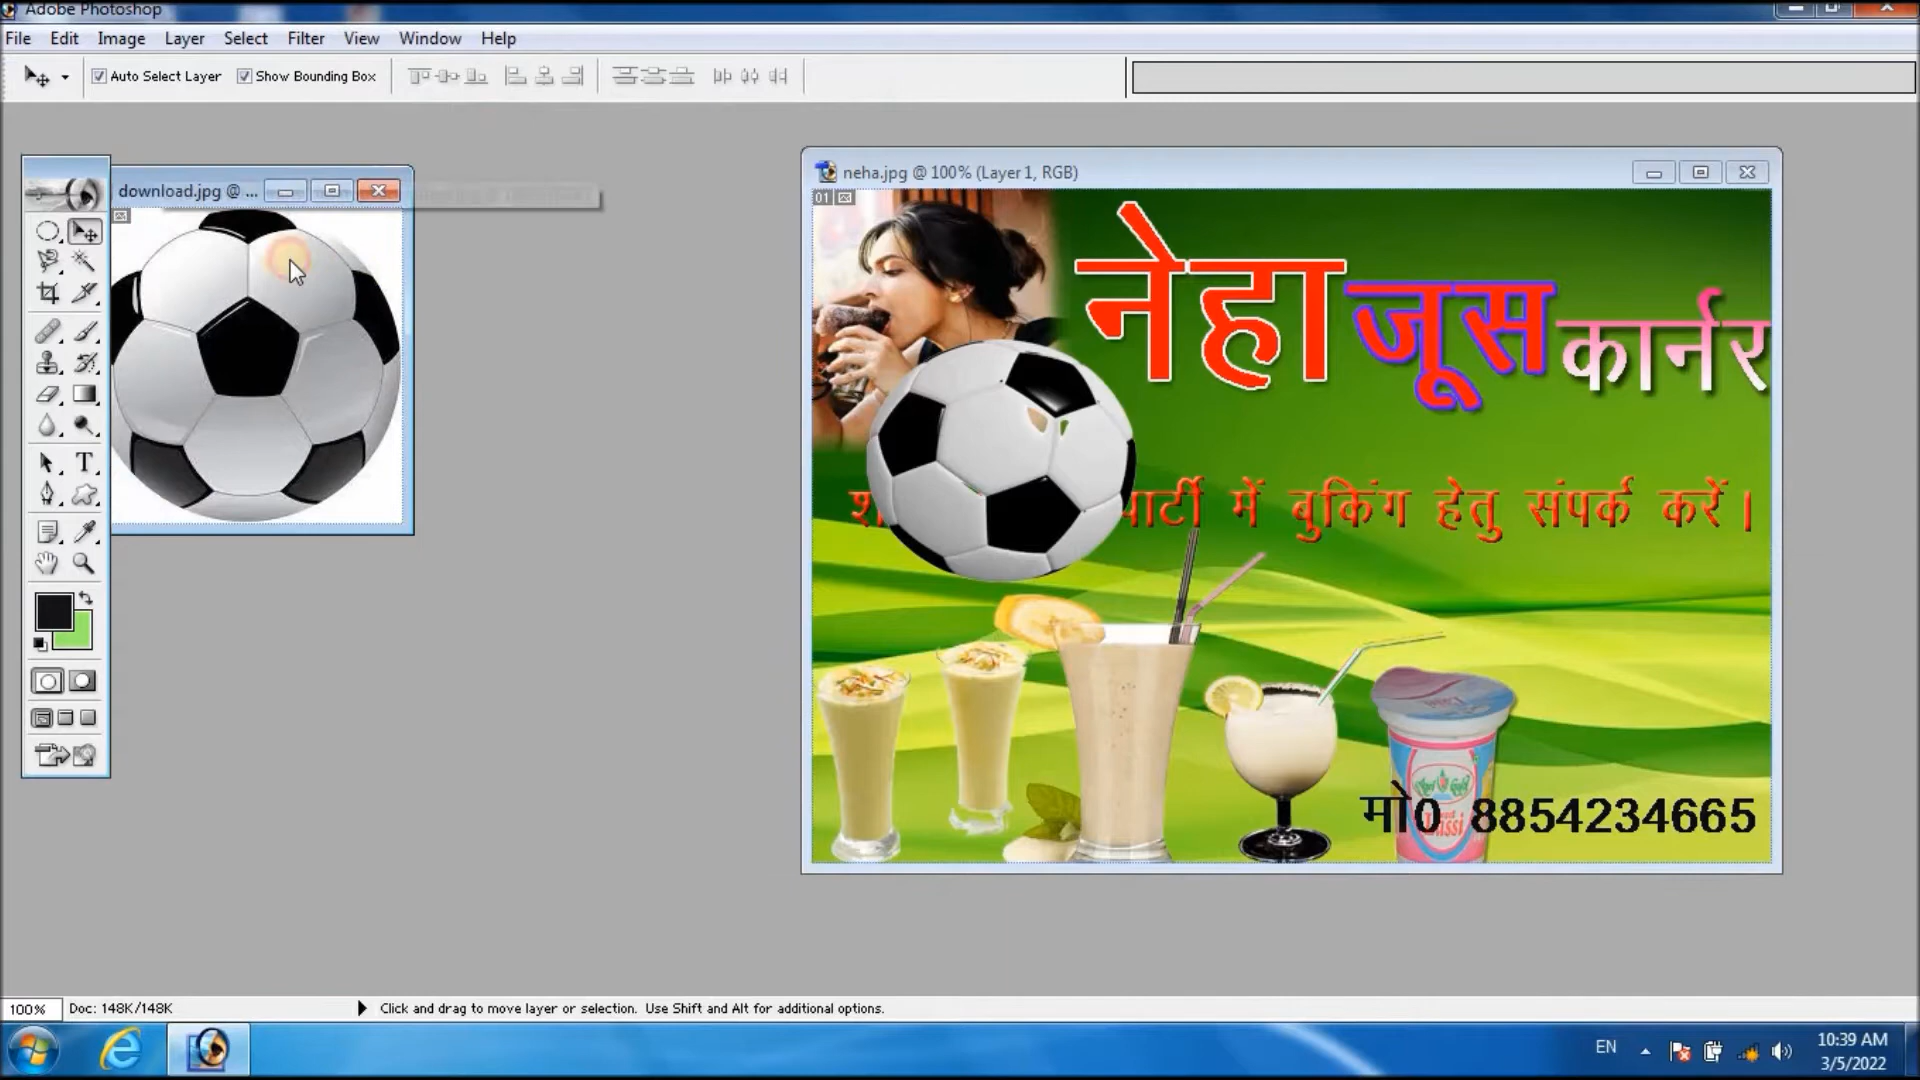 Adobe Photoshop
File Edit Image Layer Select Filter View Window Help
Auto Select Layer Show Bounding Box
download.jpg @ ...
neha.jpg @ 100% (Layer 1, RGB)
01
नेहा जूस कार्नर
पार्टी में बुकिंग हेतु संपर्क करें।
Lassi
मो0 8854234665
100% Doc: 148K/148K Click and drag to move layer or selection. Use Shift and Alt for additional options.
EN 10:39 AM
3/5/2022